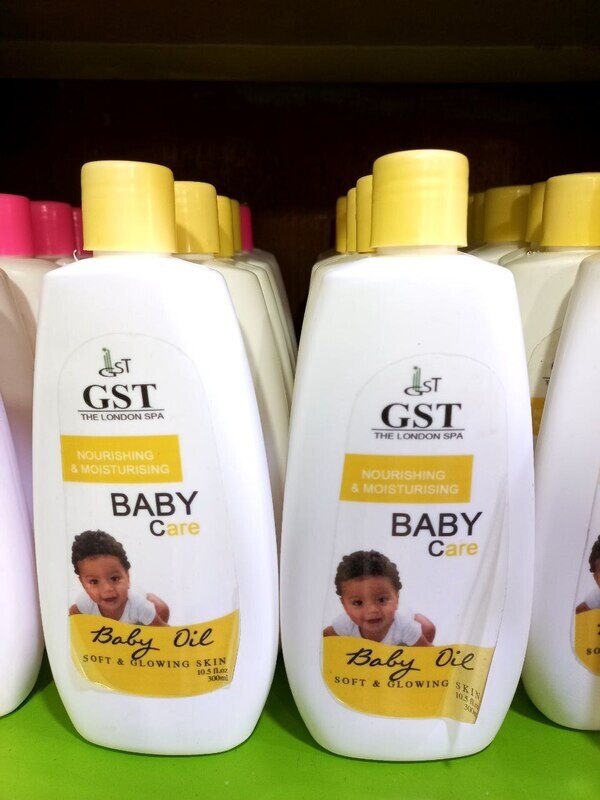 GST
GST
THE LONDON SPA
NOURISHING
& MOISTURISING
BABY
Care
Baby Oil
SOFT & GLOWING SKIN
10.5 fl.oz
300mL
GST
GST
THE LONDON SPA
NOURISHING
& MOISTURISING
BABY
Care
Baby Oil
SOFT & GLOWING SKIN